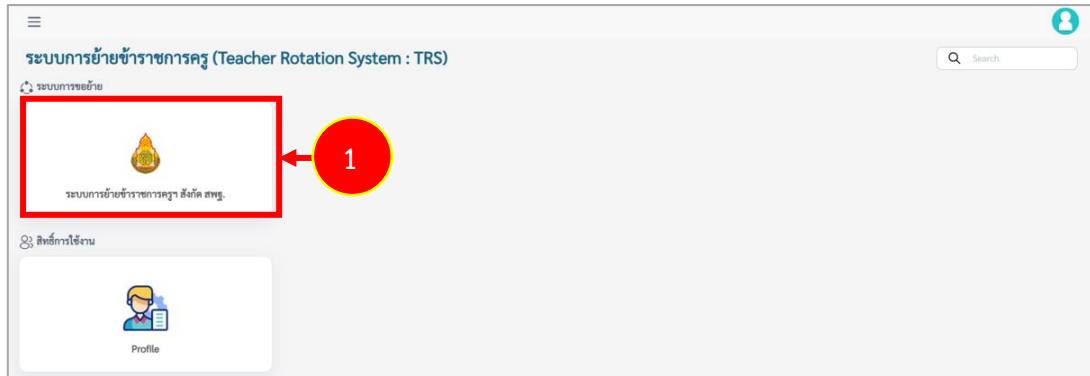 ระบบการย้ายข้าราชการครู (Teacher Rotation System : TRS)
Search
ระบบการขอย้าย
1
ระบบการย้ายข้าราชการครูฯ สังกัด สพฐ.
สิทธิ์การใช้งาน
Profile